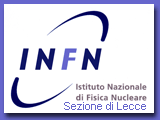 INFN
Istituto Nazionale
di Fisica Nucleare
Sezione di Lecce